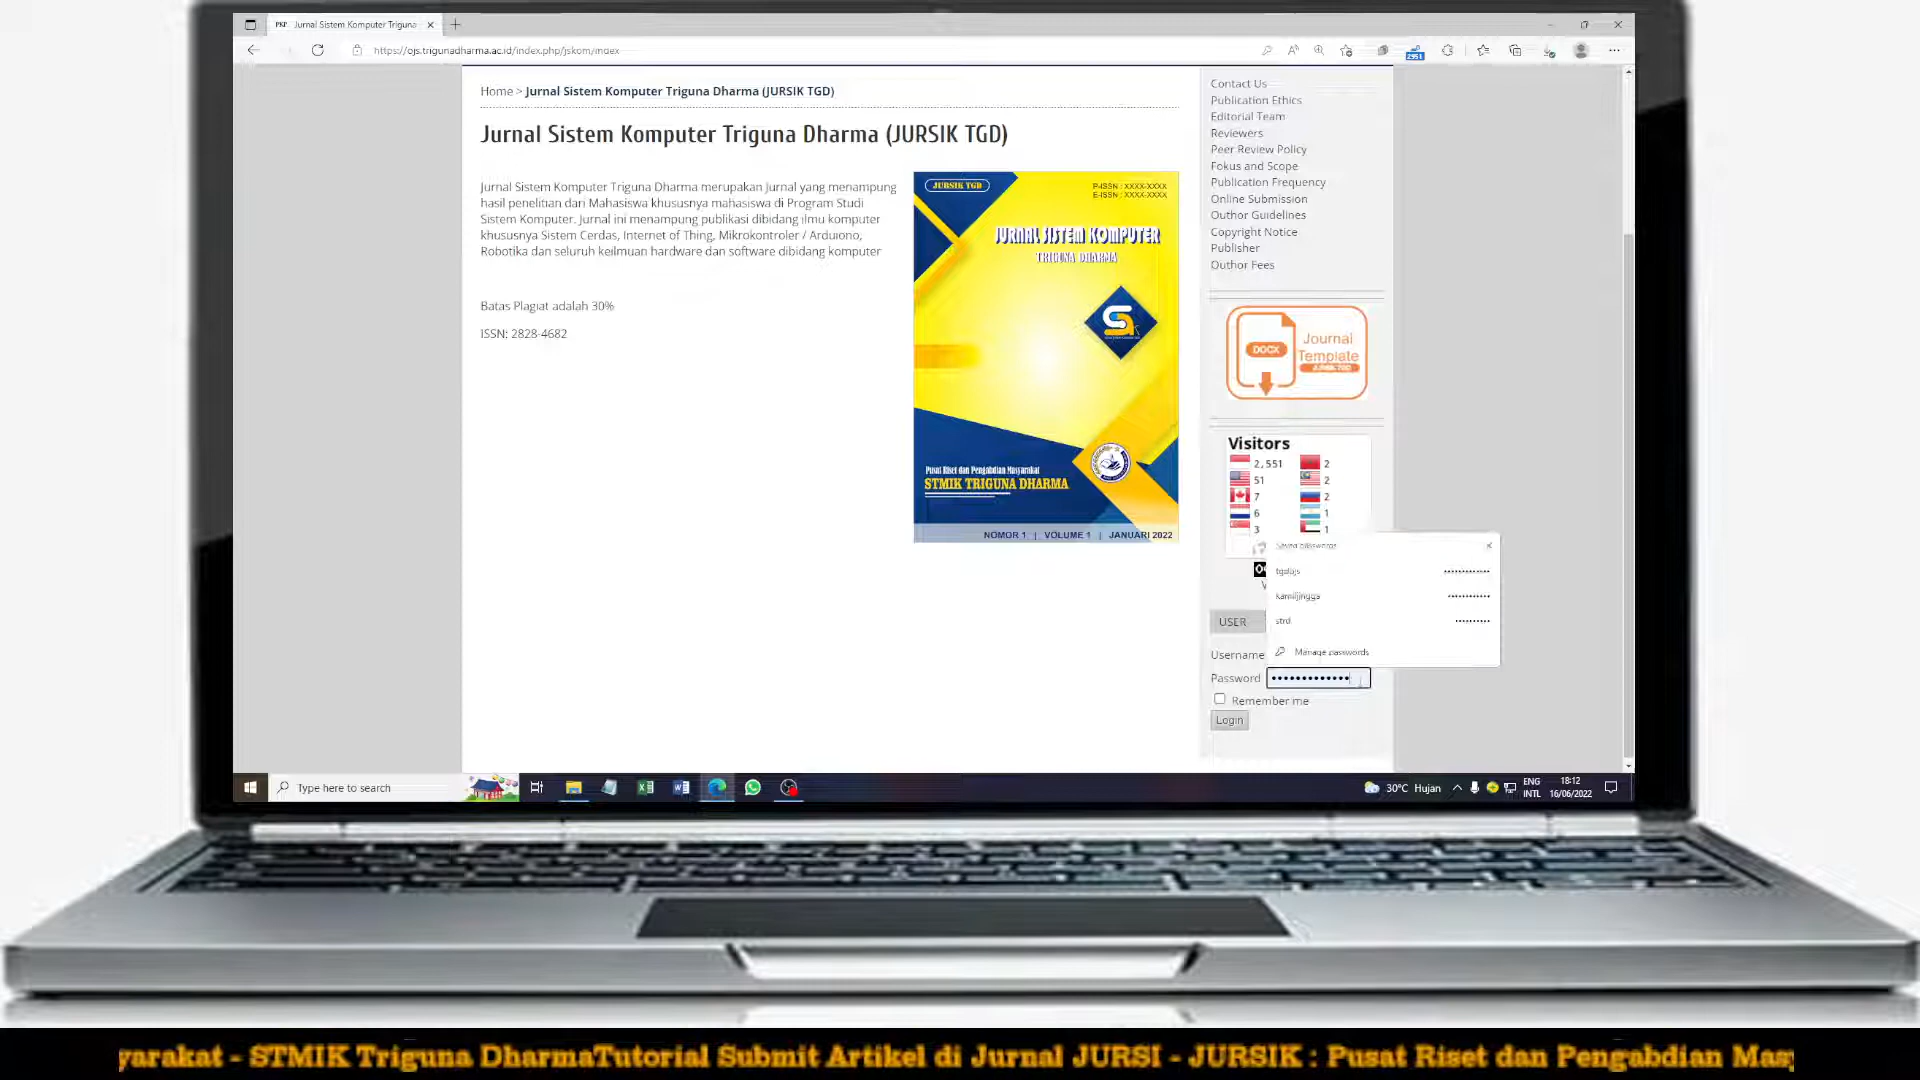 Jurnal Sistem Komputer Triguna
https://ojs.trigunadharma.ac.id/index.php/jskom/index
2951
Home > Jurnal Sistem Komputer Triguna Dharma (JURSIK TGD)
Jurnal Sistem Komputer Triguna Dharma (JURSIK TGD)
Jurnal Sistem Komputer Triguna Dharma merupakan Jurnal yang menampung
hasil penelitian dari Mahasiswa khususnya mahasiswa di Program Studi
Sistem Komputer. Jurnal ini menampung publikasi dibidang ilmu komputer
khususnya Sistem Cerdas, Internet of Thing, Mikrokontroler / Arduiono,
Robotika dan seluruh keilmuan hardware dan software dibidang komputer
Batas Plagiat adalah 30%
ISSN: 2828-4682
JURSIK TGD
P-ISSN : XXXX-XXXX
E-ISSN : XXXX-XXXX
JURNAL SISTEM KOMPUTER
TRIGUNA DHARMA
Pusat Riset dan Pengabdian Masyarakat
STMIK TRIGUNA DHARMA
NOMOR 1 | VOLUME 1 | JANUARI 2022
Contact Us
Publication Ethics
Editorial Team
Reviewers
Peer Review Policy
Fokus and Scope
Publication Frequency
Online Submission
Outhor Guidelines
Copyright Notice
Publisher
Outhor Fees
DOCX
Journal
Template
JURSIK TGD
Visitors
2,551 2
51 2
7 2
6 1
3 1
Saved passwords
tgdojs
kamiljingga
strd
Manage passwords
USER
Username
Password
Remember me
Login
Type here to search
30°C Hujan
ENG
INTL
18:12
16/06/2022
yarakat - STMIK Triguna DharmaTutorial Submit Artikel di Jurnal JURSI - JURSIK : Pusat Riset dan Pengabdian Mas